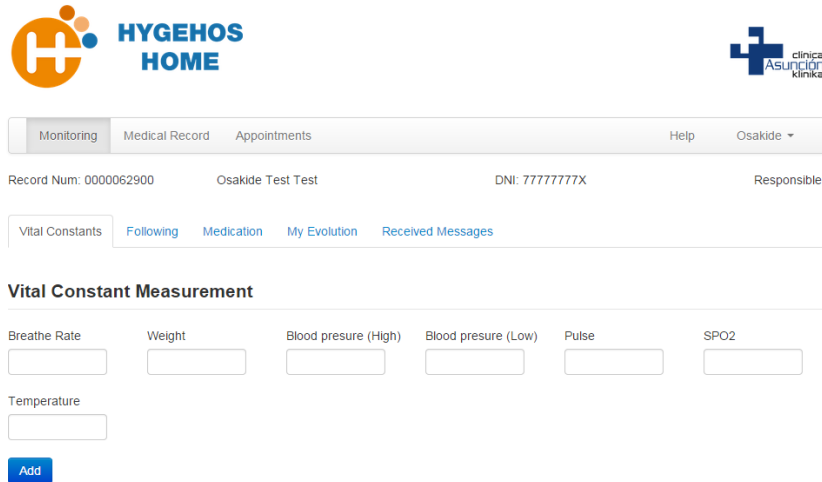 H
HYGEHOS
HOME
clínica
Asunción
klinika
Monitoring Medical Record Appointments Help Osakide
Record Num: 0000062900 Osakide Test Test DNI: 77777777X Responsible
Vital Constants Following Medication My Evolution Received Messages
Vital Constant Measurement
Breathe Rate Weight Blood presure (High) Blood presure (Low) Pulse SPO2
Temperature
Add